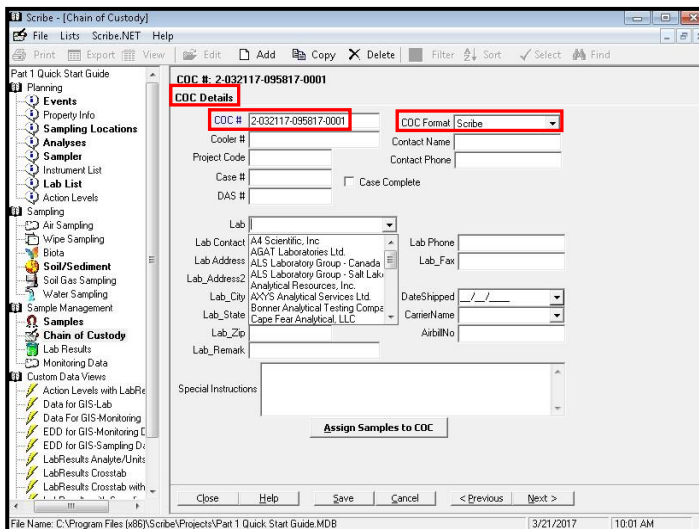 Scribe - [Chain of Custody]
File Lists Scribe.NET Help
Print Export View Edit Add Copy Delete Filter Sort Select Find
Part 1 Quick Start Guide
Planning
Events
Property Info
Sampling Locations
Analyses
Sampler
Instrument List
Lab List
Action Levels
Sampling
Air Sampling
Wipe Sampling
Biota
Soil/Sediment
Soil Gas Sampling
Water Sampling
Sample Management
Samples
Chain of Custody
Lab Results
Monitoring Data
Custom Data Views
Action Levels with LabRe
Data for GIS-Lab
Data For GIS-Monitoring
EDD for GIS-Monitoring D
EDD for GIS-Sampling Da
LabResults Analyte/Units
LabResults Crosstab
LabResults Crosstab with
COC #: 2-032117-095817-0001
COC Details
COC # 2-032117-095817-0001 COC Format Scribe
Cooler # Contact Name
Project Code Contact Phone
Case # Case Complete
DAS #
Lab
Lab Contact A4 Scientific, Inc Lab Phone
AGAT Laboratories Ltd.
Lab Address ALS Laboratory Group - Canada Lab_Fax
Lab_Address2 ALS Laboratory Group - Salt Lak
Analytical Resources, Inc.
Lab_City AXYS Analytical Services Ltd. DateShipped __/__/____
Lab_State Bonner Analytical Testing Compa CarrierName
Cape Fear Analytical, LLC
Lab_Zip AirbillNo
Lab_Remark
Special Instructions
Assign Samples to COC
Close Help Save Cancel < Previous Next >
File Name: C:\Program Files (x86)\Scribe\Projects\Part 1 Quick Start Guide.MDB 3/21/2017 10:01 AM